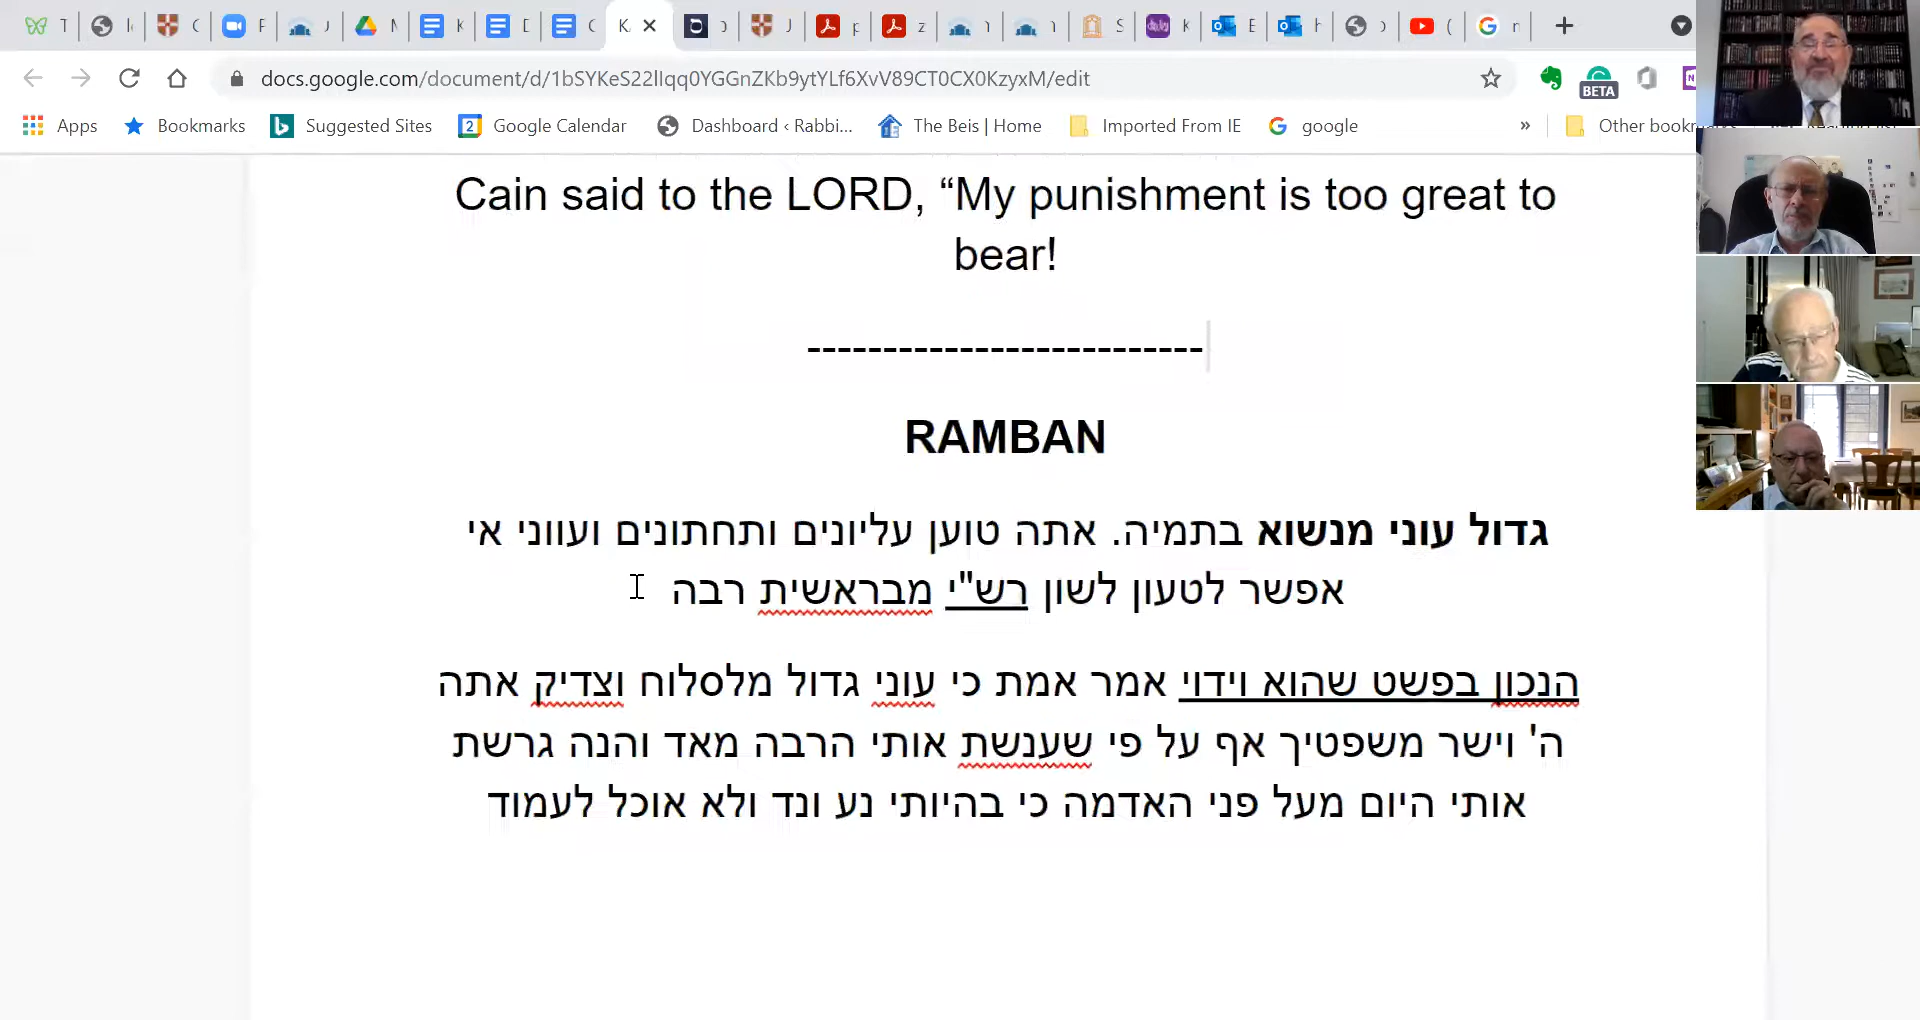 docs.google.com/document/d/1bSYKeS22lIqq0YGGnZKb9ytYLf6XvV89CT0CX0KzyxM/edit
BETA
Apps Bookmarks Suggested Sites Google Calendar Dashboard ‹ Rabbi... The Beis | Home Imported From IE google » Other bookm
Cain said to the LORD, “My punishment is too great to
bear!
--------------------------
RAMBAN
גדול עוני מנשוא בתמיה. אתה טוען עליונים ותחתונים ועווני אי
אפשר לטעון לשון רש"י מבראשית רבה
הנכון בפשט שהוא וידוי אמר אמת כי עוני גדול מלסלוח וצדיק אתה
ה' וישר משפטיך אף על פי שענשת אותי הרבה מאד והנה גרשת
אותי היום מעל פני האדמה כי בהיותי נע ונד ולא אוכל לעמוד